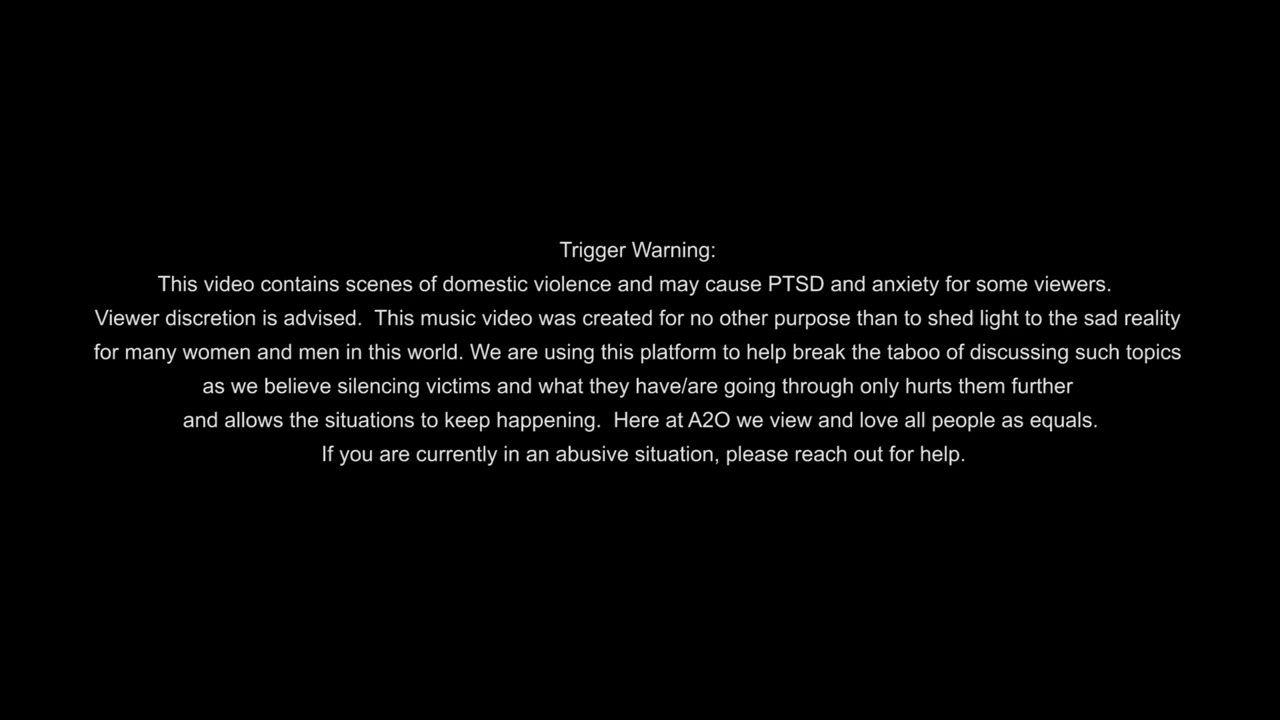 Trigger Warning:
This video contains scenes of domestic violence and may cause PTSD and anxiety for some viewers.
Viewer discretion is advised.  This music video was created for no other purpose than to shed light to the sad reality
for many women and men in this world. We are using this platform to help break the taboo of discussing such topics
as we believe silencing victims and what they have/are going through only hurts them further
and allows the situations to keep happening.  Here at A2O we view and love all people as equals.
If you are currently in an abusive situation, please reach out for help.